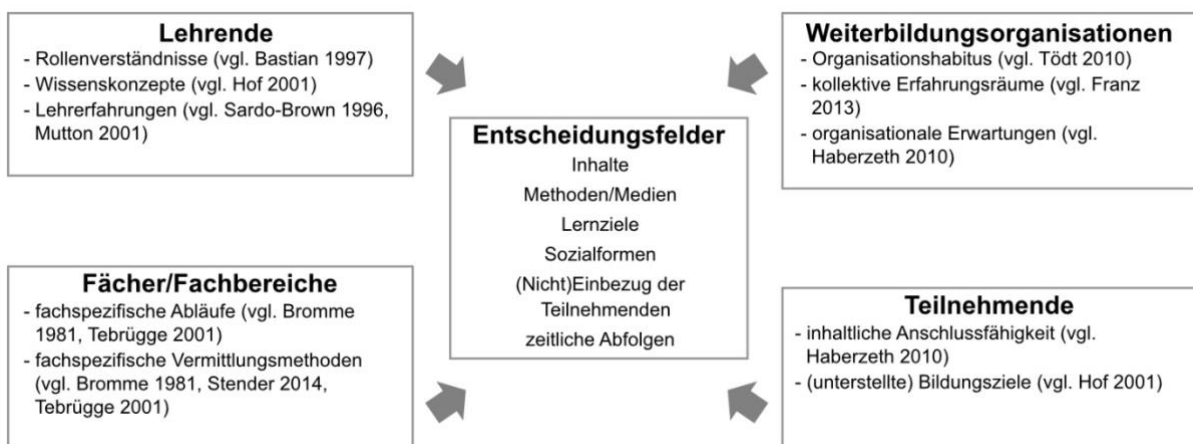 Lehrende
- Rollenverständnisse (vgl. Bastian 1997)
- Wissenskonzepte (vgl. Hof 2001)
- Lehrerfahrungen (vgl. Sardo-Brown 1996,
Mutton 2001)
Weiterbildungsorganisationen
- Organisationshabitus (vgl. Tödt 2010)
- kollektive Erfahrungsräume (vgl. Franz
2013)
- organisationale Erwartungen (vgl.
Haberzeth 2010)
Entscheidungsfelder
Inhalte
Methoden/Medien
Lernziele
Sozialformen
(Nicht)Einbezug der
Teilnehmenden
zeitliche Abfolgen
Fächer/Fachbereiche
- fachspezifische Abläufe (vgl. Bromme
1981, Tebrügge 2001)
- fachspezifische Vermittlungsmethoden
(vgl. Bromme 1981, Stender 2014,
Tebrügge 2001)
Teilnehmende
- inhaltliche Anschlussfähigkeit (vgl.
Haberzeth 2010)
- (unterstellte) Bildungsziele (vgl. Hof 2001)